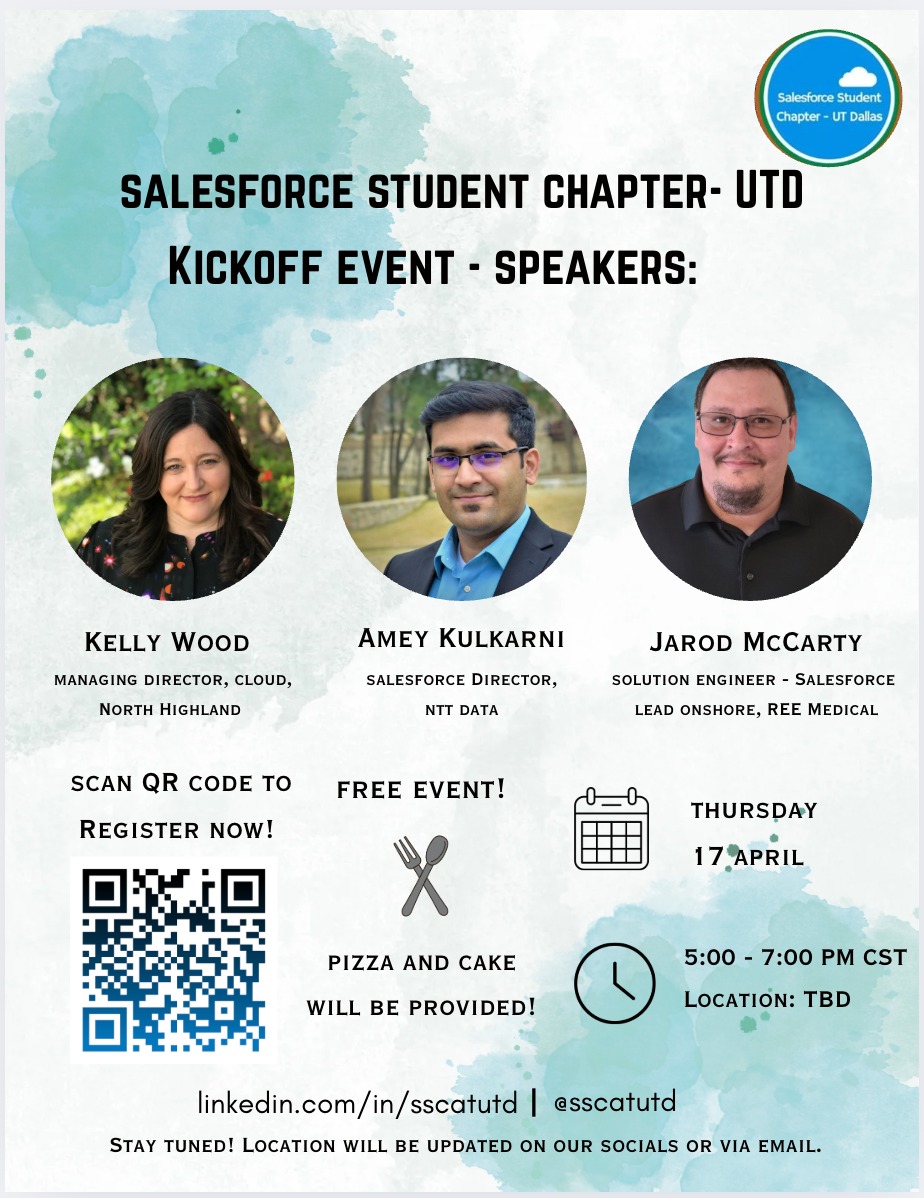 Salesforce Student
Chapter - UT Dallas
SALESFORCE STUDENT CHAPTER- UTD
KICKOFF EVENT - SPEAKERS:
KELLY WOOD
MANAGING DIRECTOR, CLOUD,
NORTH HIGHLAND
AMEY KULKARNI
SALESFORCE DIRECTOR,
NTT DATA
JAROD MCCARTY
SOLUTION ENGINEER - SALESFORCE
LEAD ONSHORE, REE MEDICAL
SCAN QR CODE TO
REGISTER NOW!
FREE EVENT!
PIZZA AND CAKE
WILL BE PROVIDED!
THURSDAY
17 APRIL
5:00 - 7:00 PM CST
LOCATION: TBD
linkedin.com/in/sscatutd | @sscatutd
STAY TUNED! LOCATION WILL BE UPDATED ON OUR SOCIALS OR VIA EMAIL.